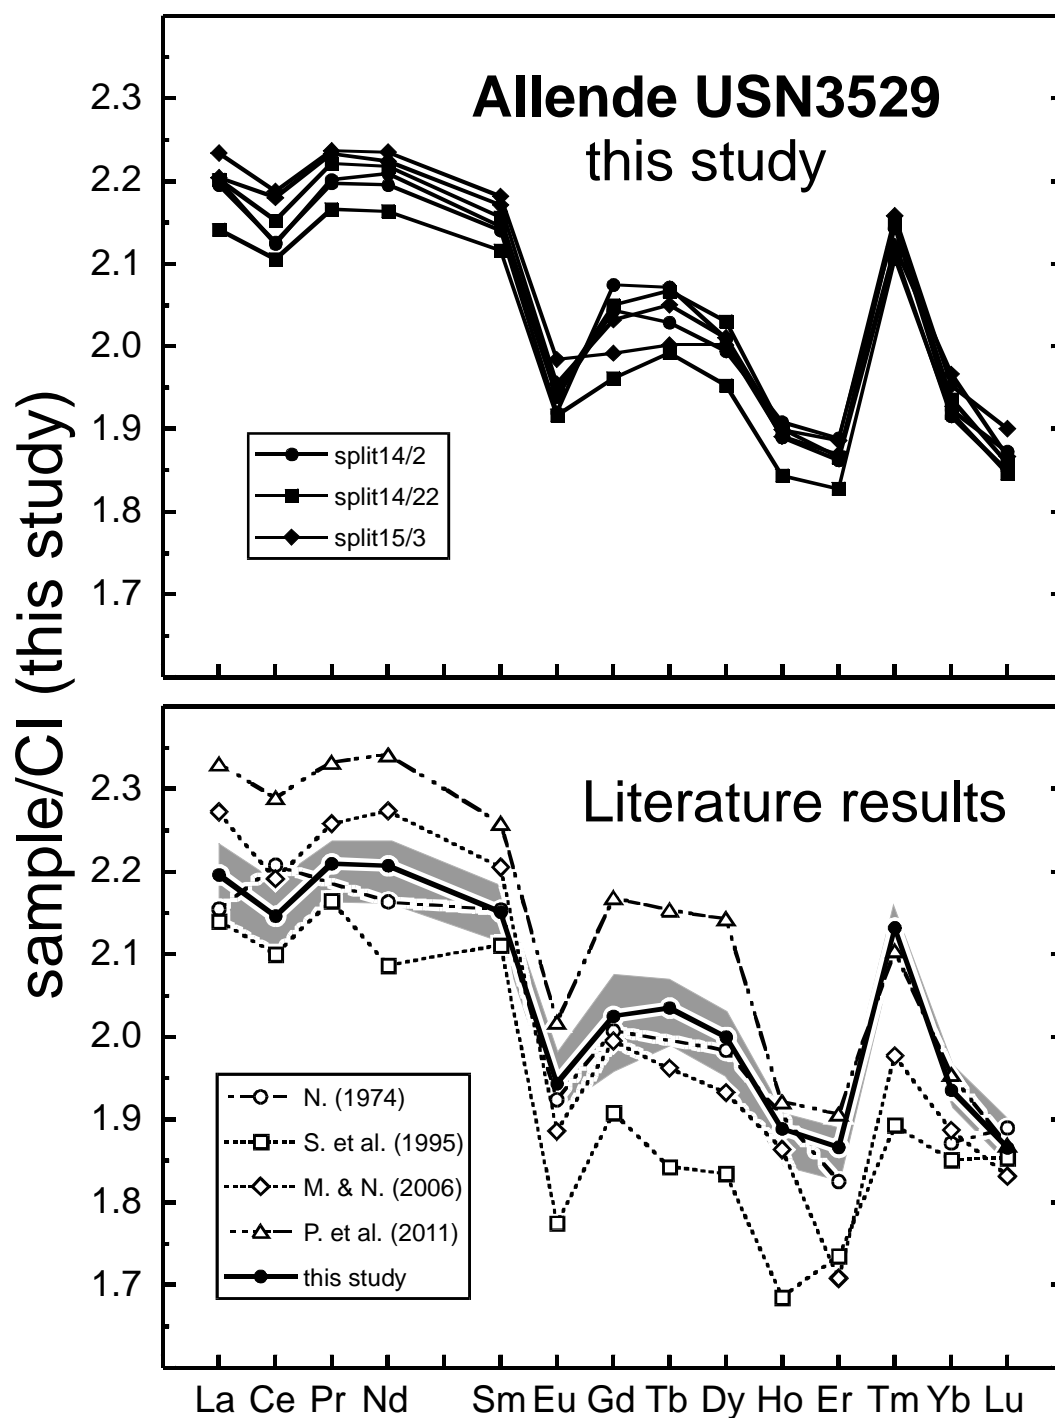 sample/CI (this study)
Allende USN3529
this study
2.3
2.2
2.1
2.0
1.9
1.8
1.7
split14/2
split14/22
split15/3
Literature results
2.3
2.2
2.1
2.0
1.9
1.8
1.7
N. (1974)
S. et al. (1995)
M. & N. (2006)
P. et al. (2011)
this study
La Ce Pr Nd Sm Eu Gd Tb Dy Ho Er Tm Yb Lu